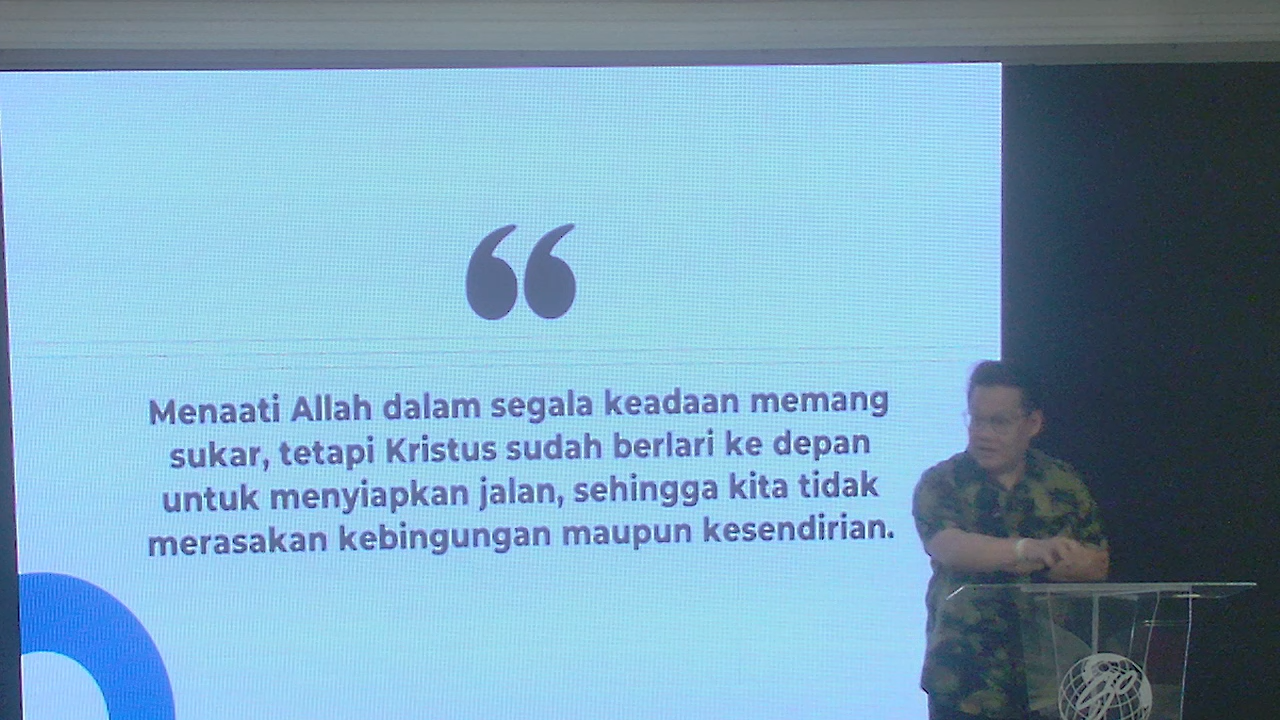 Menaati Allah dalam segala keadaan memang
sukar, tetapi Kristus sudah berlari ke depan
untuk menyiapkan jalan, sehingga kita tidak
merasakan kebingungan maupun kesendirian.